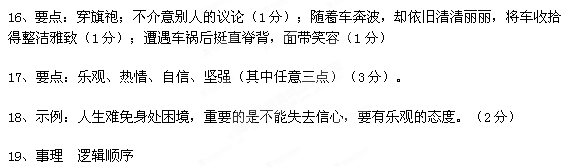 16、要点：穿旗袍；不介意别人的议论（1分）；随着车奔波，却依旧清清丽丽，将车收拾
得整洁雅致（1分）；遭遇车祸后挺直脊背，面带笑容（1分）
17、要点：乐观、热情、自信、坚强（其中任意三点）（3分）。
18、示例：人生难免身处困境，重要的是不能失去信心，要有乐观的态度。（2分）
19、事理 逻辑顺序